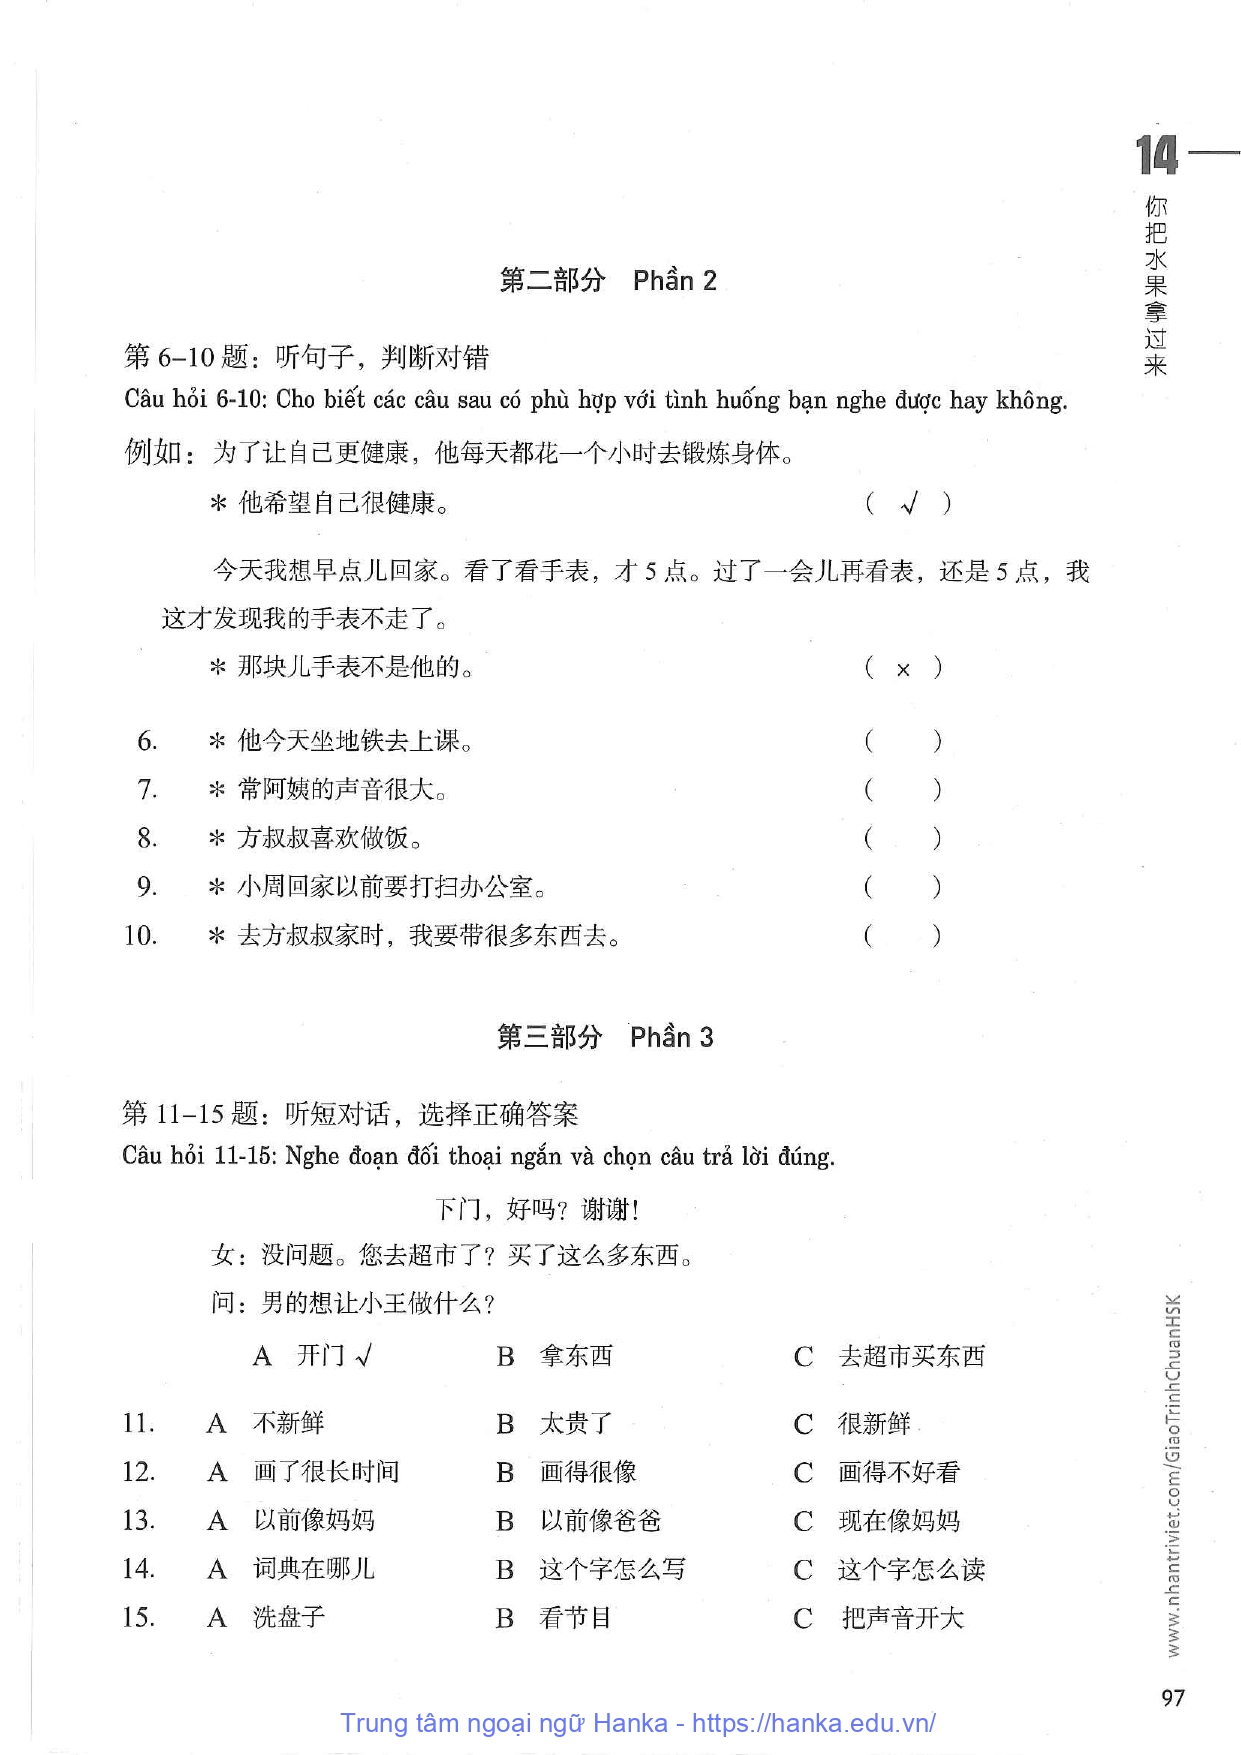 14
你把水果拿过来
第二部分 Phần 2
第 6–10 题：听句子，判断对错
Câu hỏi 6-10: Cho biết các câu sau có phù hợp với tình huống bạn nghe được hay không.
例如：为了让自己更健康，他每天都花一个小时去锻炼身体。
＊ 他希望自己很健康。 （ √ ）
今天我想早点儿回家。看了看手表，才 5 点。过了一会儿再看表，还是 5 点，我
这才发现我的手表不走了。
＊ 那块儿手表不是他的。 （ × ）
6. ＊ 他今天坐地铁去上课。 （ ）
7. ＊ 常阿姨的声音很大。 （ ）
8. ＊ 方叔叔喜欢做饭。 （ ）
9. ＊ 小周回家以前要打扫办公室。 （ ）
10. ＊ 去方叔叔家时，我要带很多东西去。 （ ）
第三部分 Phần 3
第 11–15 题：听短对话，选择正确答案
Câu hỏi 11-15: Nghe đoạn đối thoại ngắn và chọn câu trả lời đúng.
下门，好吗？谢谢！
女：没问题。您去超市了？买了这么多东西。
问：男的想让小王做什么？
A 开门 √ B 拿东西 C 去超市买东西
11. A 不新鲜 B 太贵了 C 很新鲜
12. A 画了很长时间 B 画得很像 C 画得不好看
13. A 以前像妈妈 B 以前像爸爸 C 现在像妈妈
14. A 词典在哪儿 B 这个字怎么写 C 这个字怎么读
15. A 洗盘子 B 看节目 C 把声音开大
www.nhantriviet.com/GiaoTrinhChuanHSK
97
Trung tâm ngoại ngữ Hanka - https://hanka.edu.vn/